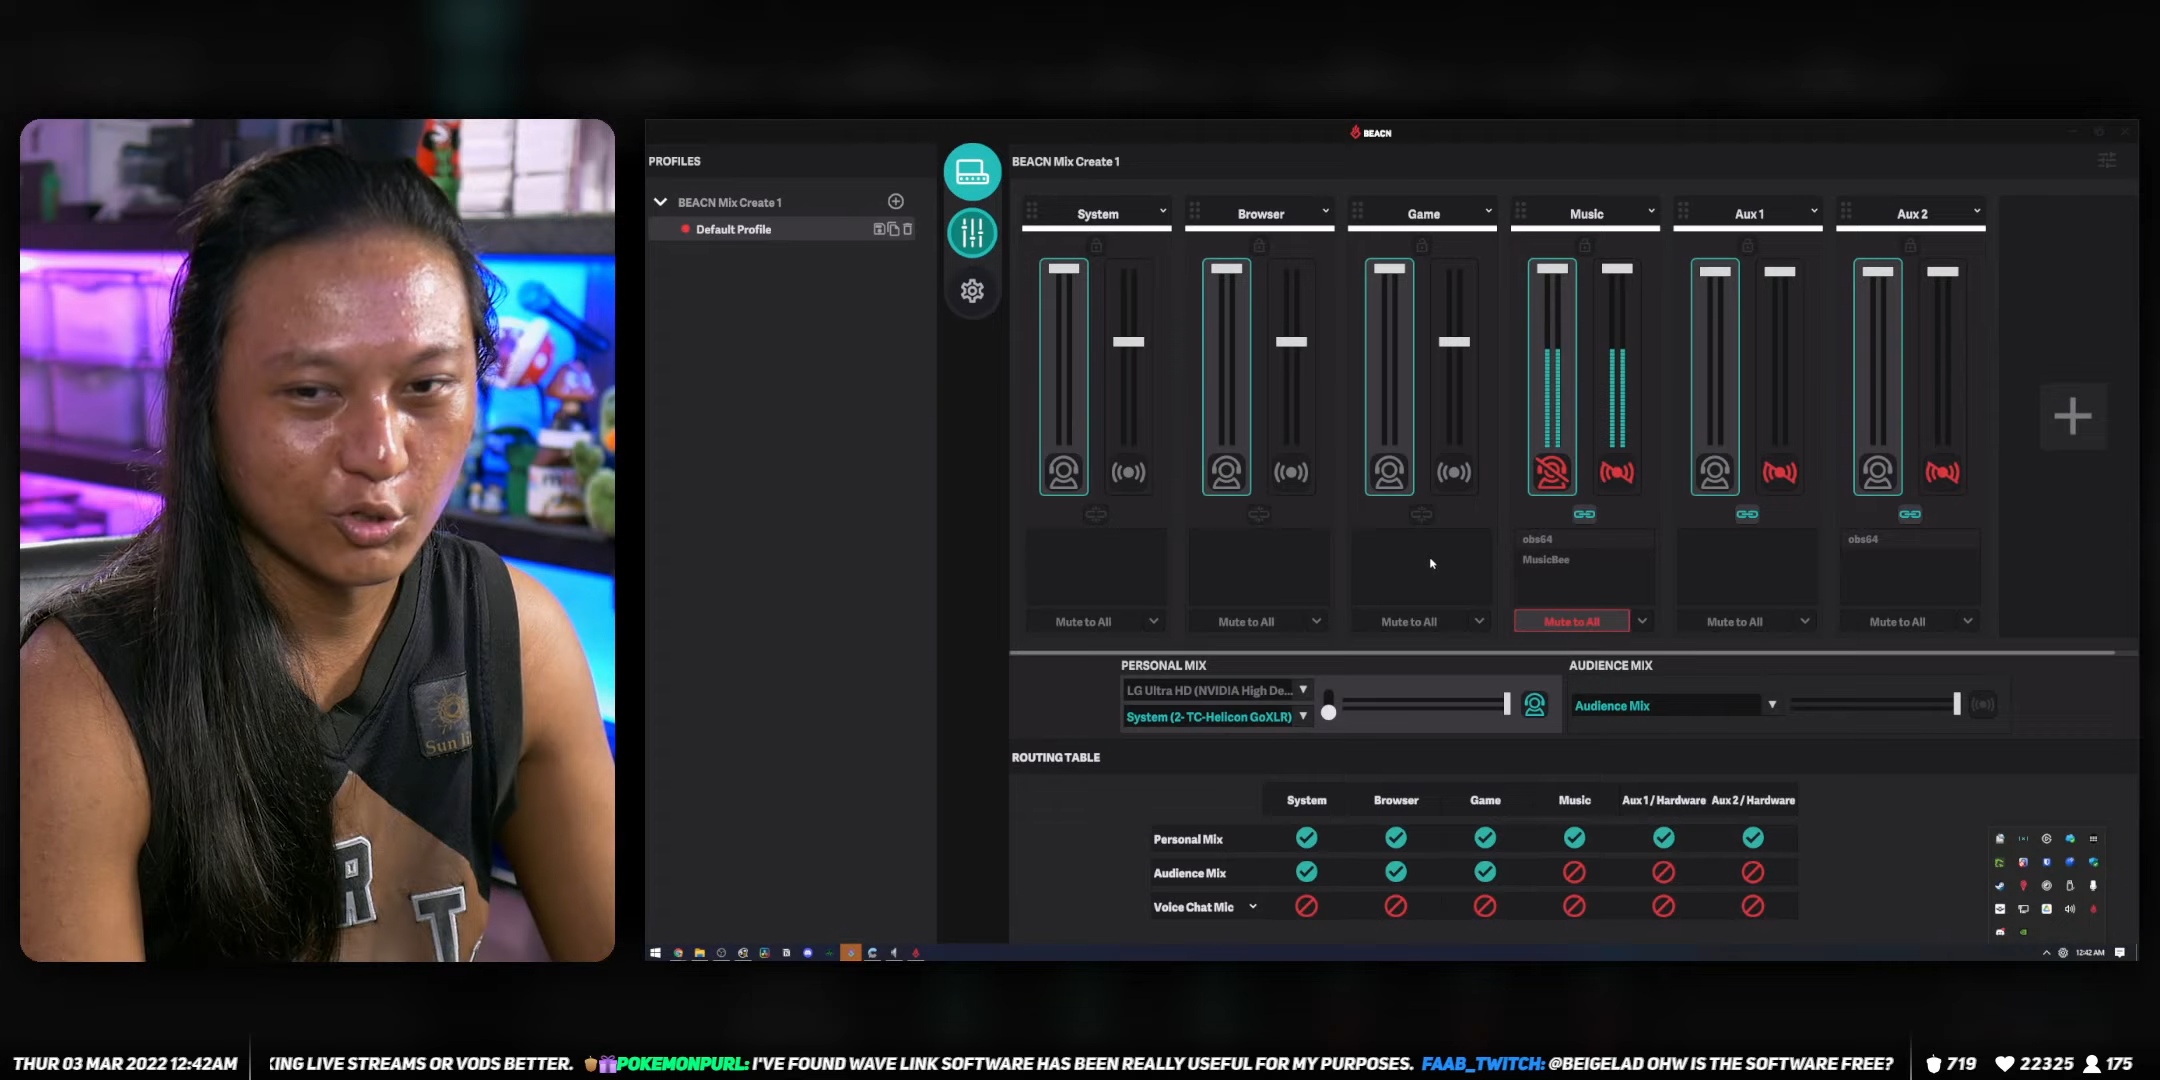 BEACN
PROFILES
BEACN Mix Create 1
BEACN Mix Create 1
Default Profile
System
Browser
Game
Music
Aux 1
Aux 2
obs64
MusicBee
obs64
Mute to All
Mute to All
Mute to All
Mute to All
Mute to All
Mute to All
PERSONAL MIX
AUDIENCE MIX
LG Ultra HD (NVIDIA High De...
System (2- TC-Helicon GoXLR)
Audience Mix
ROUTING TABLE
System Browser Game Music Aux 1 / Hardware Aux 2 / Hardware
Personal Mix
Audience Mix
Voice Chat Mic
12:42 AM
Sun Li
R T
THUR 03 MAR 2022 12:42AM
KING LIVE STREAMS OR VODS BETTER. POKEMONPURL: I'VE FOUND WAVE LINK SOFTWARE HAS BEEN REALLY USEFUL FOR MY PURPOSES. FAAB_TWITCH: @BEIGELAD OHW IS THE SOFTWARE FREE?
719 22325 175